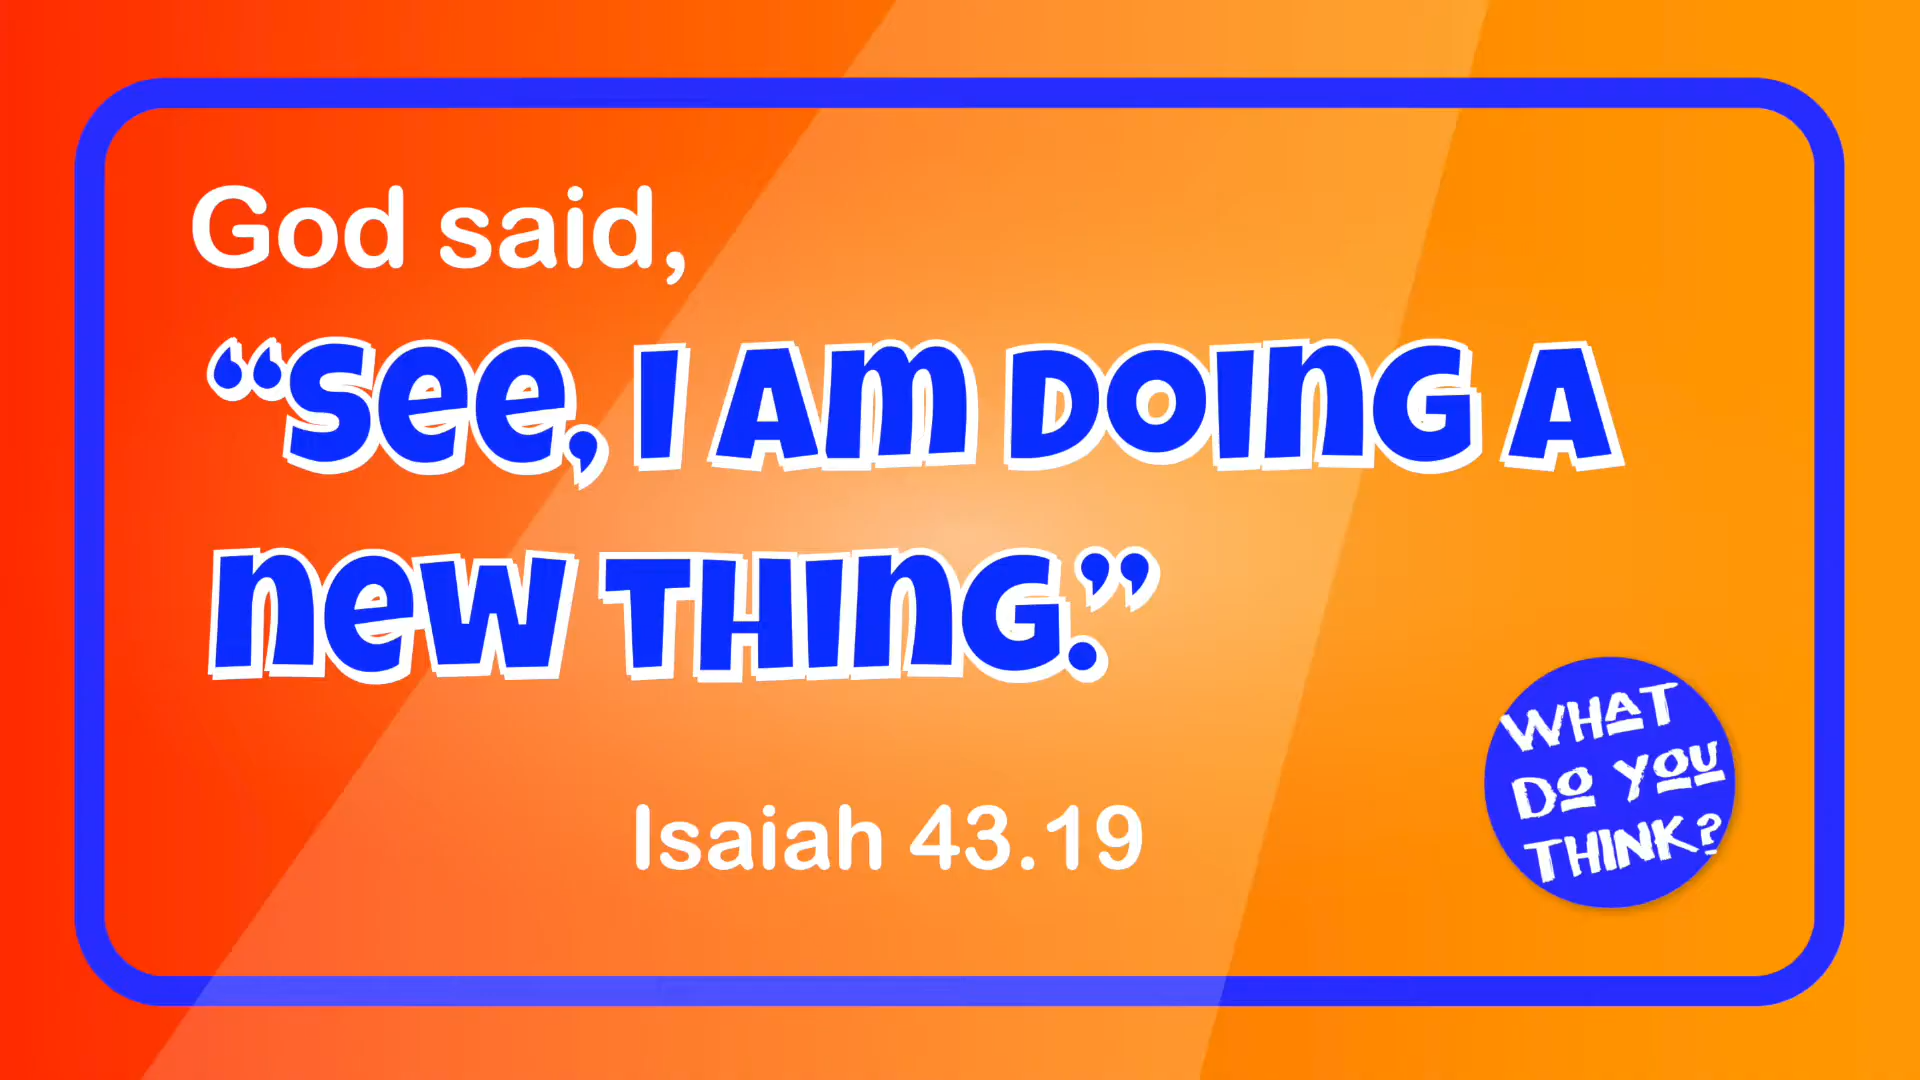 God said,
“See, I am doing a
new thing.”
Isaiah 43.19
WHAT
DO YOU
THINK?